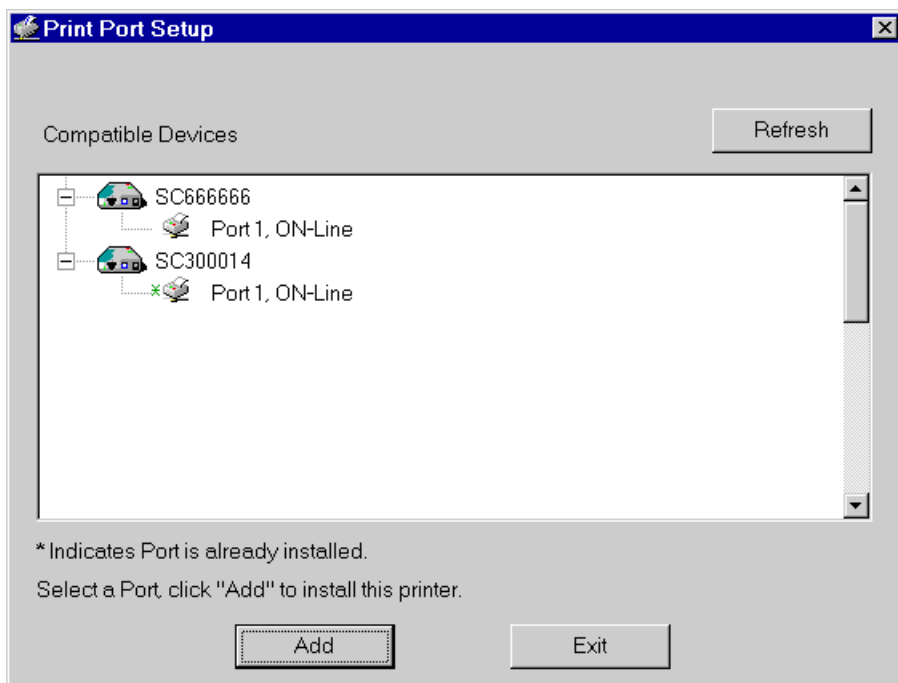 Print Port Setup
Compatible Devices
Refresh
SC666666
Port 1, ON-Line
SC300014
* Port 1, ON-Line
* Indicates Port is already installed.
Select a Port, click "Add" to install this printer.
Add
Exit